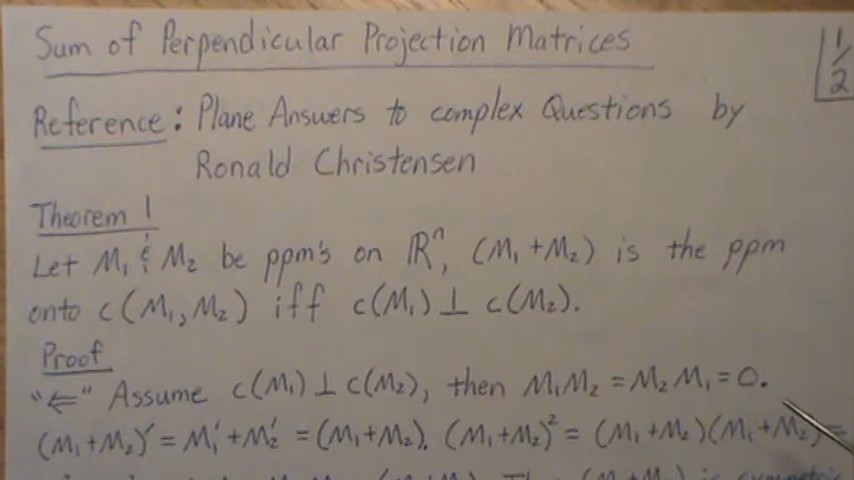 Sum of Perpendicular Projection Matrices
1/2
Reference: Plane Answers to complex Questions by
Ronald Christensen
Theorem 1
Let M₁ & M₂ be ppm's on ℝⁿ, (M₁+M₂) is the ppm
onto C(M₁,M₂) iff C(M₁) ⊥ C(M₂).
Proof
"⇐" Assume C(M₁) ⊥ C(M₂), then M₁M₂ = M₂M₁ = 0.
(M₁+M₂)' = M₁' + M₂' = (M₁+M₂). (M₁+M₂)² = (M₁+M₂)(M₁+M₂) =
is symmetric